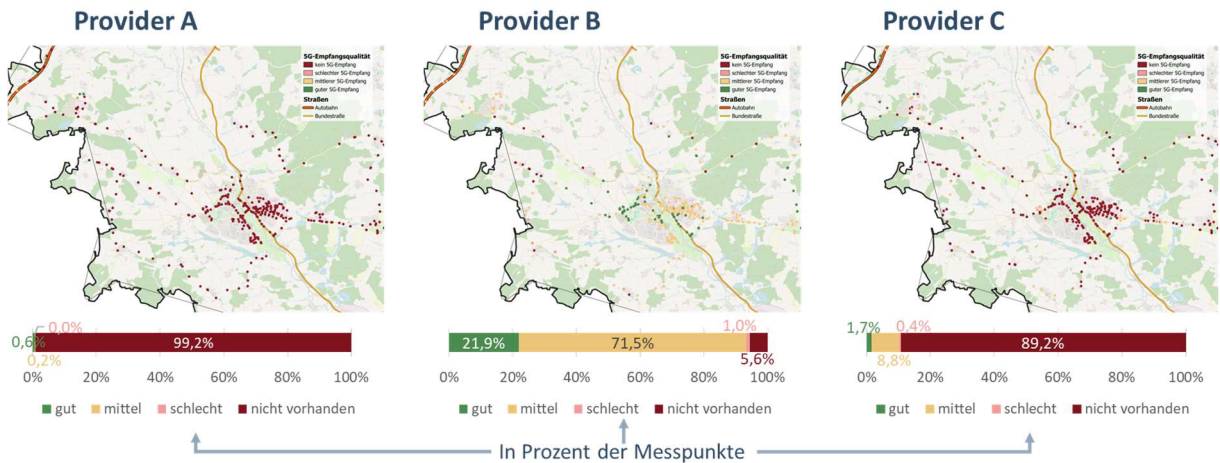 Provider A
5G-Empfangsqualität
kein 5G-Empfang
schlechter 5G-Empfang
mittlerer 5G-Empfang
guter 5G-Empfang
Straßen
Autobahn
Bundesstraße
0,0%
0,6%
99,2%
0,2%
0% 20% 40% 60% 80% 100%
gut mittel schlecht nicht vorhanden
Provider B
5G-Empfangsqualität
kein 5G-Empfang
schlechter 5G-Empfang
mittlerer 5G-Empfang
guter 5G-Empfang
Straßen
Autobahn
Bundesstraße
1,0%
21,9% 71,5%
5,6%
0% 20% 40% 60% 80% 100%
gut mittel schlecht nicht vorhanden
Provider C
5G-Empfangsqualität
kein 5G-Empfang
schlechter 5G-Empfang
mittlerer 5G-Empfang
guter 5G-Empfang
Straßen
Autobahn
Bundesstraße
1,7% 0,4%
89,2%
8,8%
0% 20% 40% 60% 80% 100%
gut mittel schlecht nicht vorhanden
In Prozent der Messpunkte